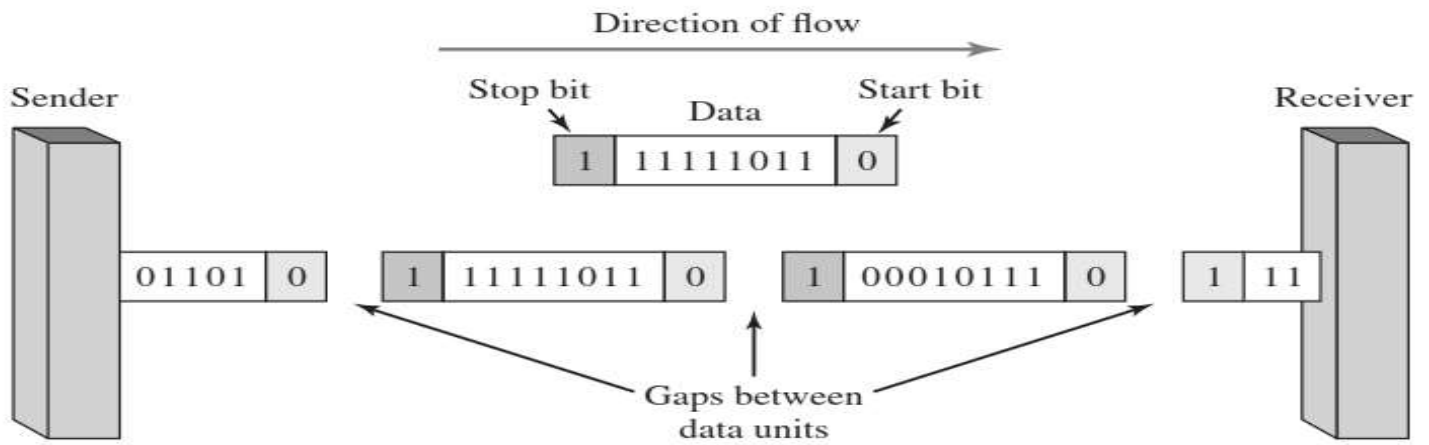 Direction of flow
Sender
Stop bit
Data
Start bit
Receiver
1 11111011 0
01101 0 1 11111011 0 1 00010111 0 1 11
Gaps between
data units